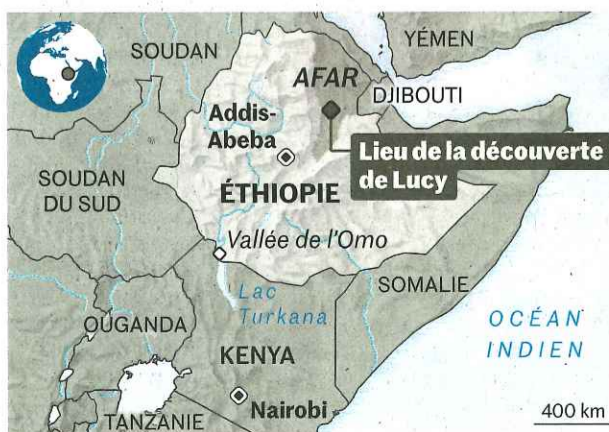 SOUDAN
YÉMEN
AFAR
DJIBOUTI
Addis-
Abeba
Lieu de la découverte
de Lucy
SOUDAN
DU SUD
ÉTHIOPIE
Vallée de l'Omo
SOMALIE
Lac
Turkana
OUGANDA
OCÉAN
INDIEN
KENYA
Nairobi
TANZANIE
400 km